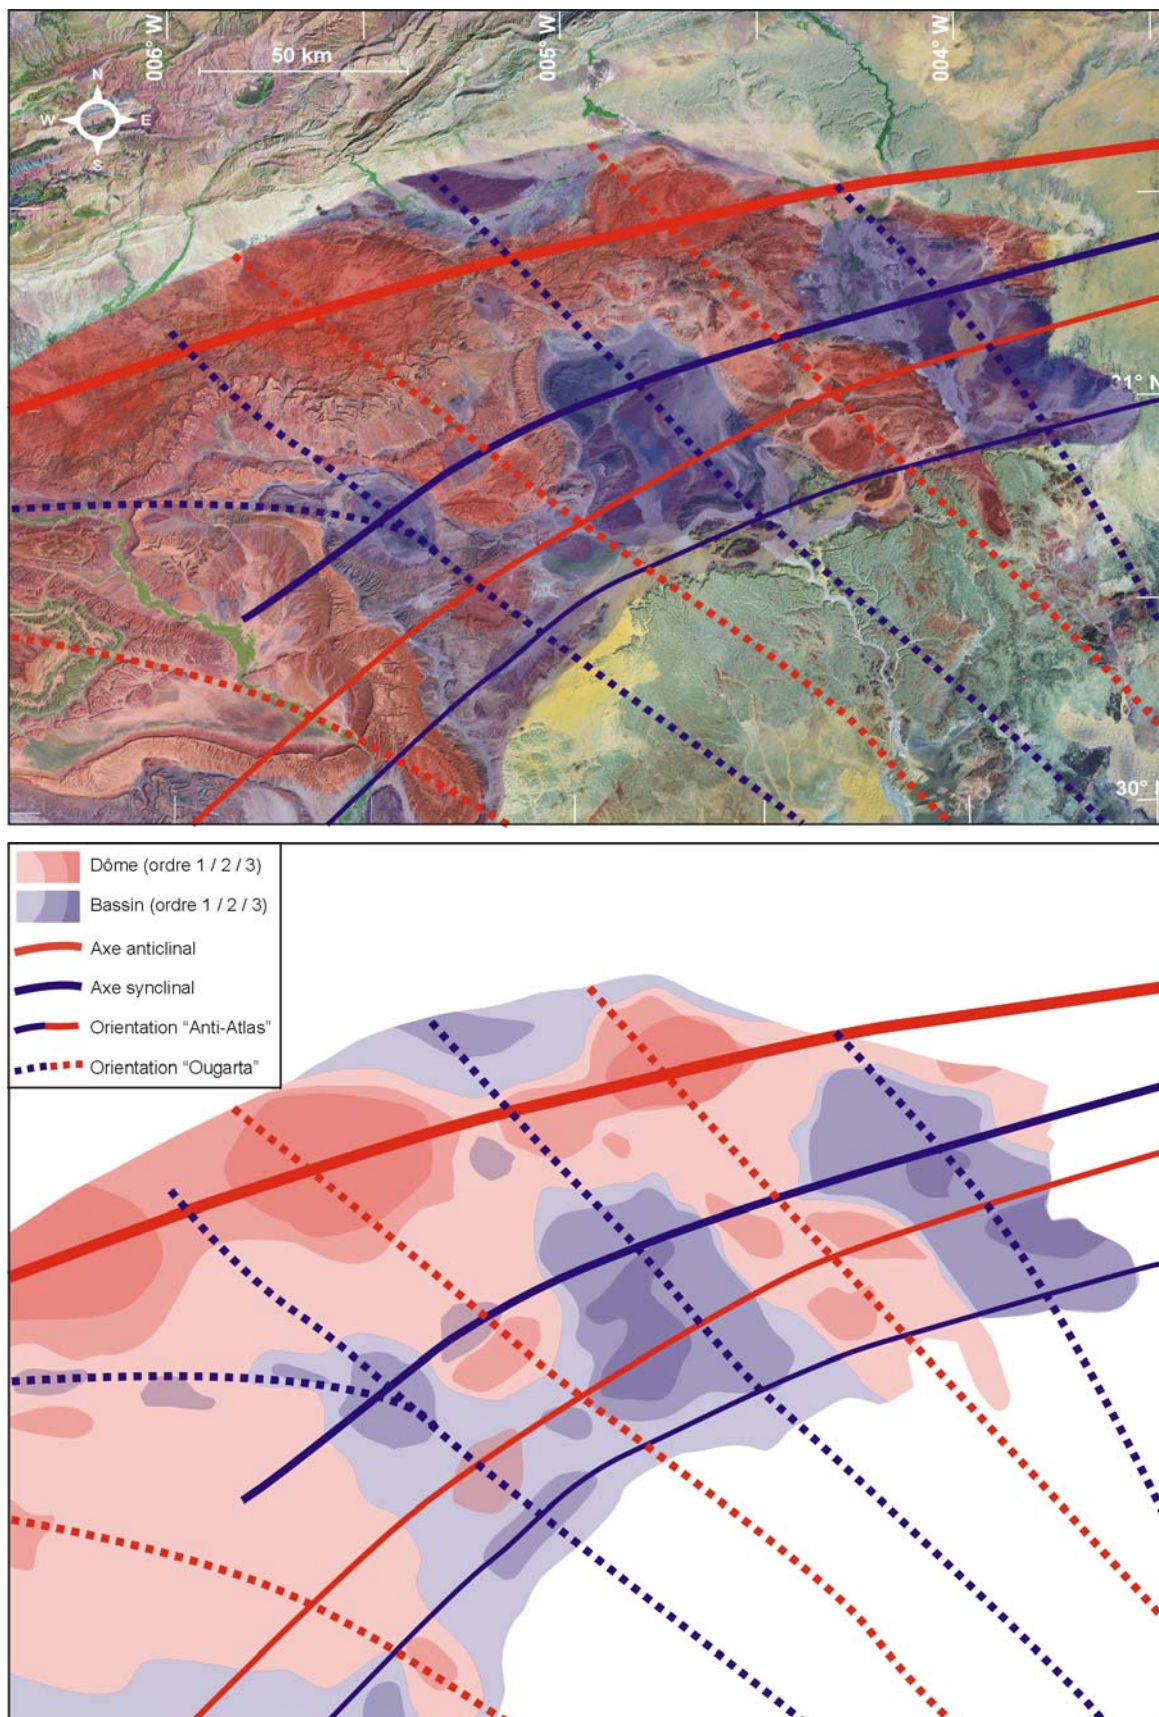 006° W
50 km
005° W
004° W
N
W
E
S
31° N
30° N
Dôme (ordre 1 / 2 / 3)
Bassin (ordre 1 / 2 / 3)
Axe anticlinal
Axe synclinal
Orientation “Anti-Atlas”
Orientation “Ougarta”